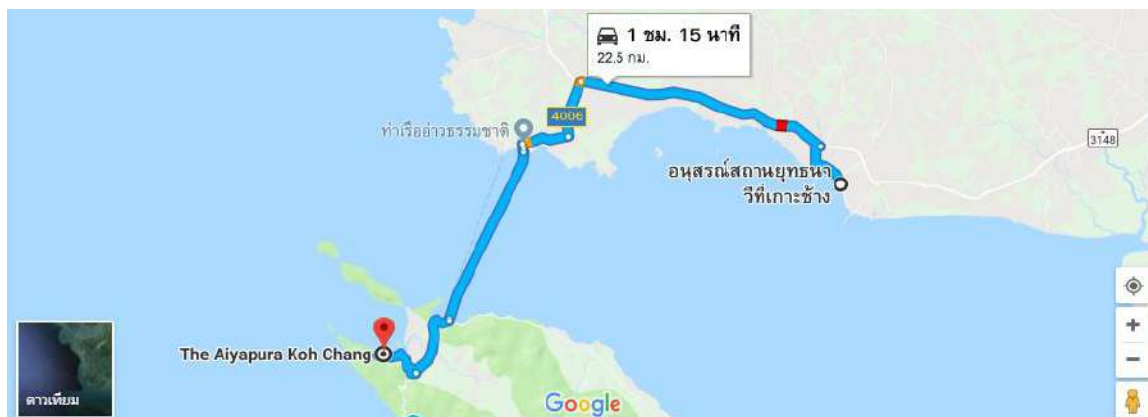 1 ชม. 15 นาที
22.5 กม.
4006
ท่าเรืออ่าวธรรมชาติ
3148
อนุสรณ์สถานยุทธนา
วีที่เกาะช้าง
The Aiyapura Koh Chang
ดาวเทียม
Google